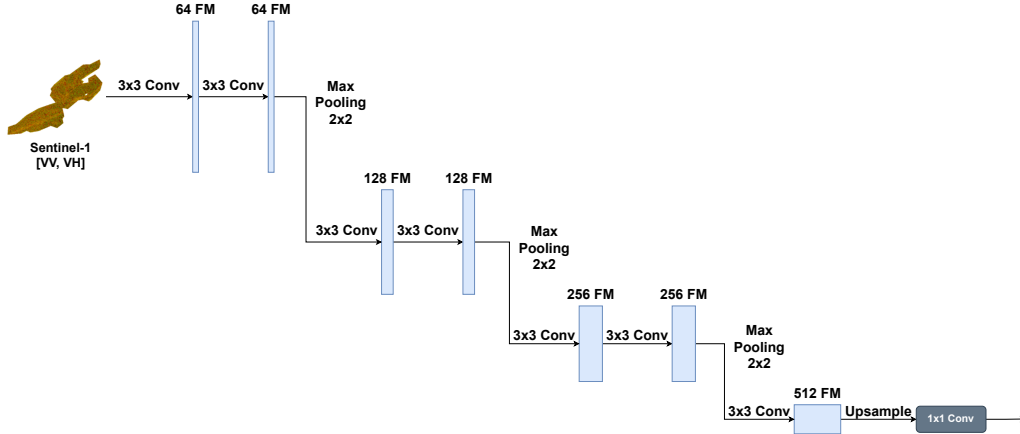 64 FM
64 FM
3x3 Conv
3x3 Conv
Max
Pooling
2x2
Sentinel-1
[VV, VH]
128 FM
128 FM
3x3 Conv
3x3 Conv
Max
Pooling
2x2
256 FM
256 FM
3x3 Conv
3x3 Conv
Max
Pooling
2x2
512 FM
3x3 Conv
Upsample
1x1 Conv